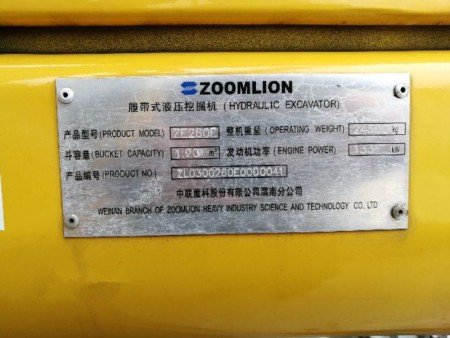 ZOOMLION
履带式液压挖掘机 (HYDRAULIC EXCAVATOR)
产品型号 (PRODUCT MODEL) ZE260E 整机重量 (OPERATING WEIGHT) kg
斗容量 (BUCKET CAPACITY) 1.20 m³ 发动机功率 (ENGINE POWER) 133 kW
产品编号 (PRODUCT NO.) ZL0300260E0000041
中联重科股份有限公司渭南分公司
WEINAN BRANCH OF ZOOMLION HEAVY INDUSTRY SCIENCE AND TECHNOLOGY CO., LTD